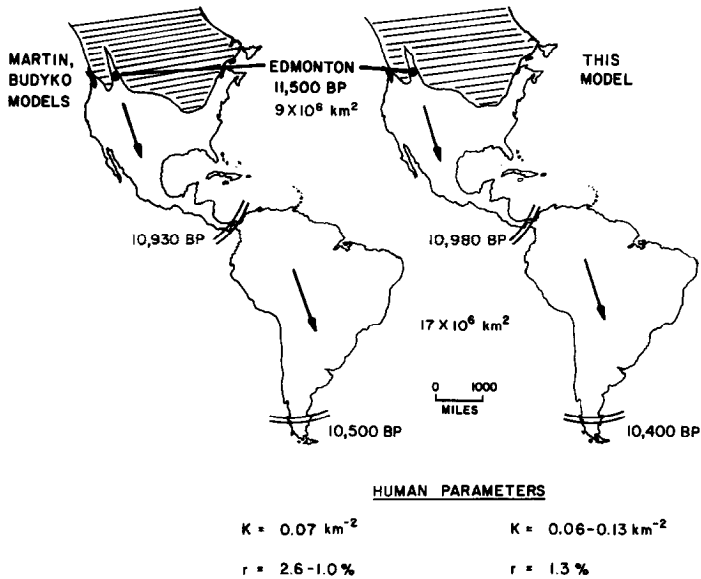 MARTIN,
BUDYKO
MODELS
EDMONTON
11,500 BP
9 X 10⁶ km²
THIS
MODEL
10,930 BP
10,980 BP
17 X 10⁶ km²
0 1000
MILES
10,500 BP
10,400 BP
HUMAN PARAMETERS
K = 0.07 km⁻²
K = 0.06-0.13 km⁻²
r = 2.6-1.0 %
r = 1.3 %